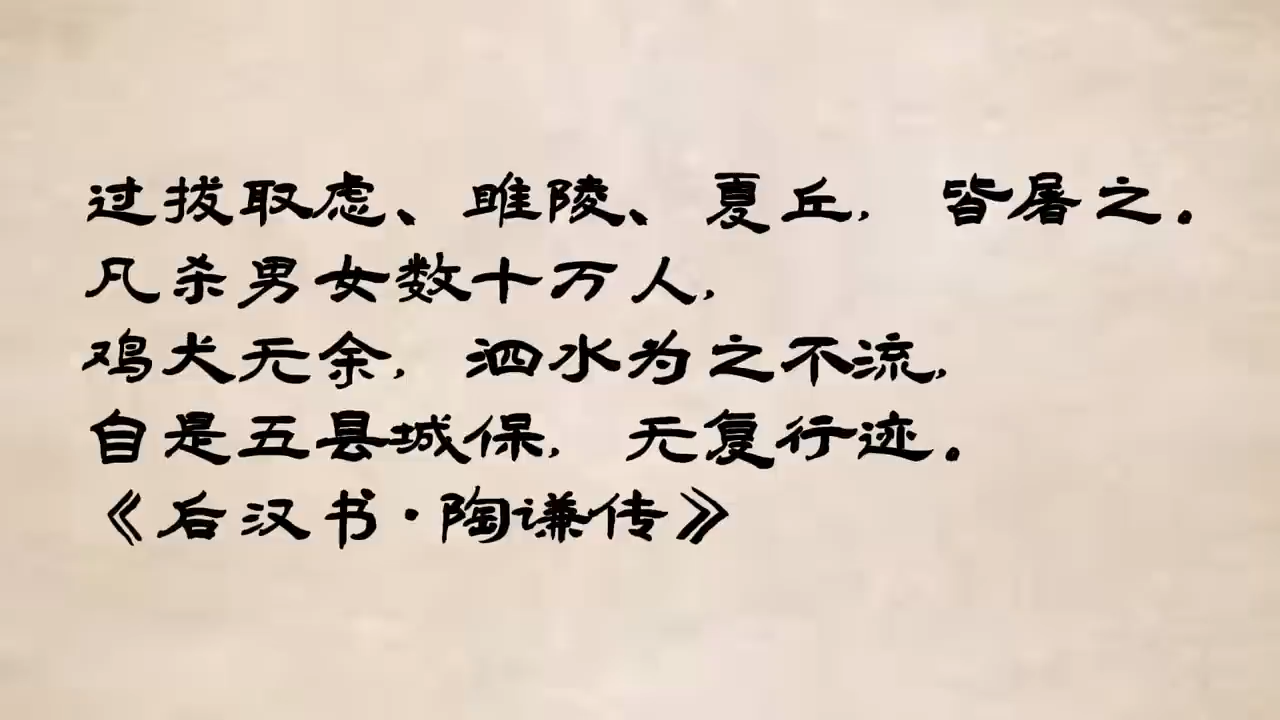 过拔取虑、睢陵、夏丘，皆屠之。
凡杀男女数十万人，
鸡犬无余，泗水为之不流，
自是五县城保，无复行迹。
《后汉书·陶谦传》